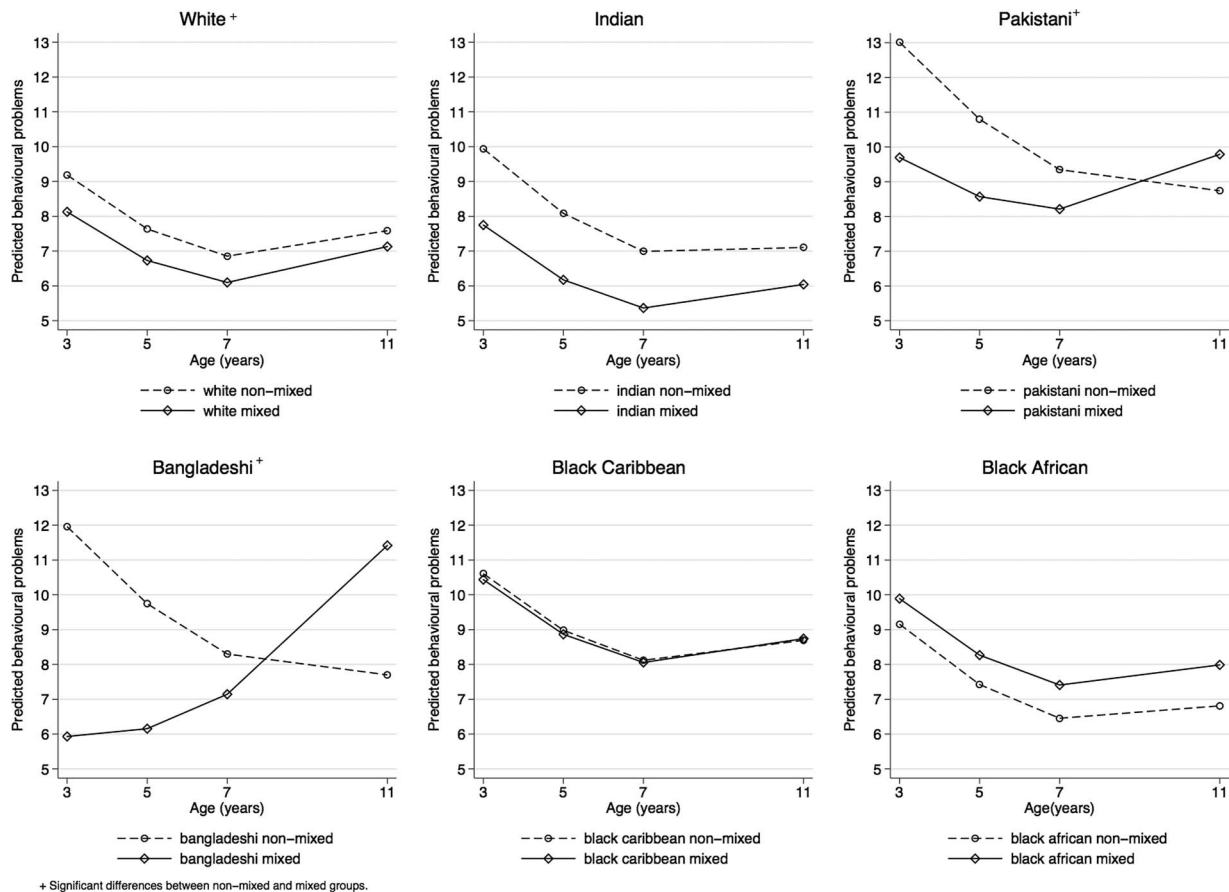 White +
Predicted behavioural problems
13
12
11
10
9
8
7
6
5
3 5 7 11
Age (years)
white non-mixed
white mixed
Indian
Predicted behavioural problems
13
12
11
10
9
8
7
6
5
3 5 7 11
Age (years)
indian non-mixed
indian mixed
Pakistani+
Predicted behavioural problems
13
12
11
10
9
8
7
6
5
3 5 7 11
Age (years)
pakistani non-mixed
pakistani mixed
Bangladeshi +
Predicted behavioural problems
13
12
11
10
9
8
7
6
5
3 5 7 11
Age (years)
bangladeshi non-mixed
bangladeshi mixed
Black Caribbean
Predicted behavioural problems
13
12
11
10
9
8
7
6
5
3 5 7 11
Age (years)
black caribbean non-mixed
black caribbean mixed
Black African
Predicted behavioural problems
13
12
11
10
9
8
7
6
5
3 5 7 11
Age(years)
black african non-mixed
black african mixed
+ Significant differences between non-mixed and mixed groups.